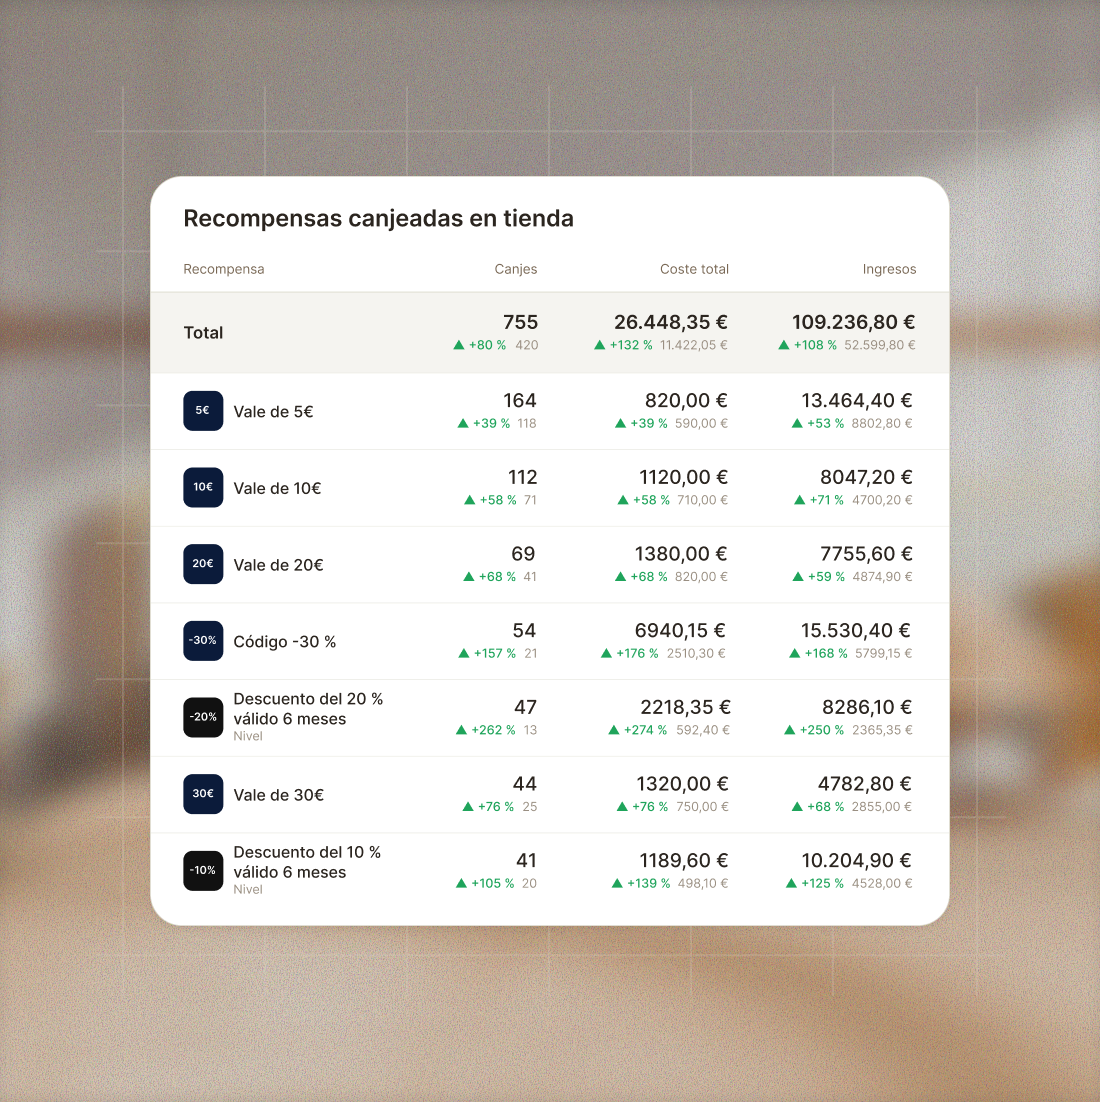 Recompensas canjeadas en tienda
Recompensa Canjes Coste total Ingresos
Total 755 26.448,35 € 109.236,80 €
▲ +80 % 420 ▲ +132 % 11.422,05 € ▲ +108 % 52.599,80 €
5€ Vale de 5€ 164 820,00 € 13.464,40 €
▲ +39 % 118 ▲ +39 % 590,00 € ▲ +53 % 8802,80 €
10€ Vale de 10€ 112 1120,00 € 8047,20 €
▲ +58 % 71 ▲ +58 % 710,00 € ▲ +71 % 4700,20 €
20€ Vale de 20€ 69 1380,00 € 7755,60 €
▲ +68 % 41 ▲ +68 % 820,00 € ▲ +59 % 4874,90 €
-30% Código -30 % 54 6940,15 € 15.530,40 €
▲ +157 % 21 ▲ +176 % 2510,30 € ▲ +168 % 5799,15 €
-20% Descuento del 20 % válido 6 meses 47 2218,35 € 8286,10 €
Nivel ▲ +262 % 13 ▲ +274 % 592,40 € ▲ +250 % 2365,35 €
30€ Vale de 30€ 44 1320,00 € 4782,80 €
▲ +76 % 25 ▲ +76 % 750,00 € ▲ +68 % 2855,00 €
-10% Descuento del 10 % válido 6 meses 41 1189,60 € 10.204,90 €
Nivel ▲ +105 % 20 ▲ +139 % 498,10 € ▲ +125 % 4528,00 €